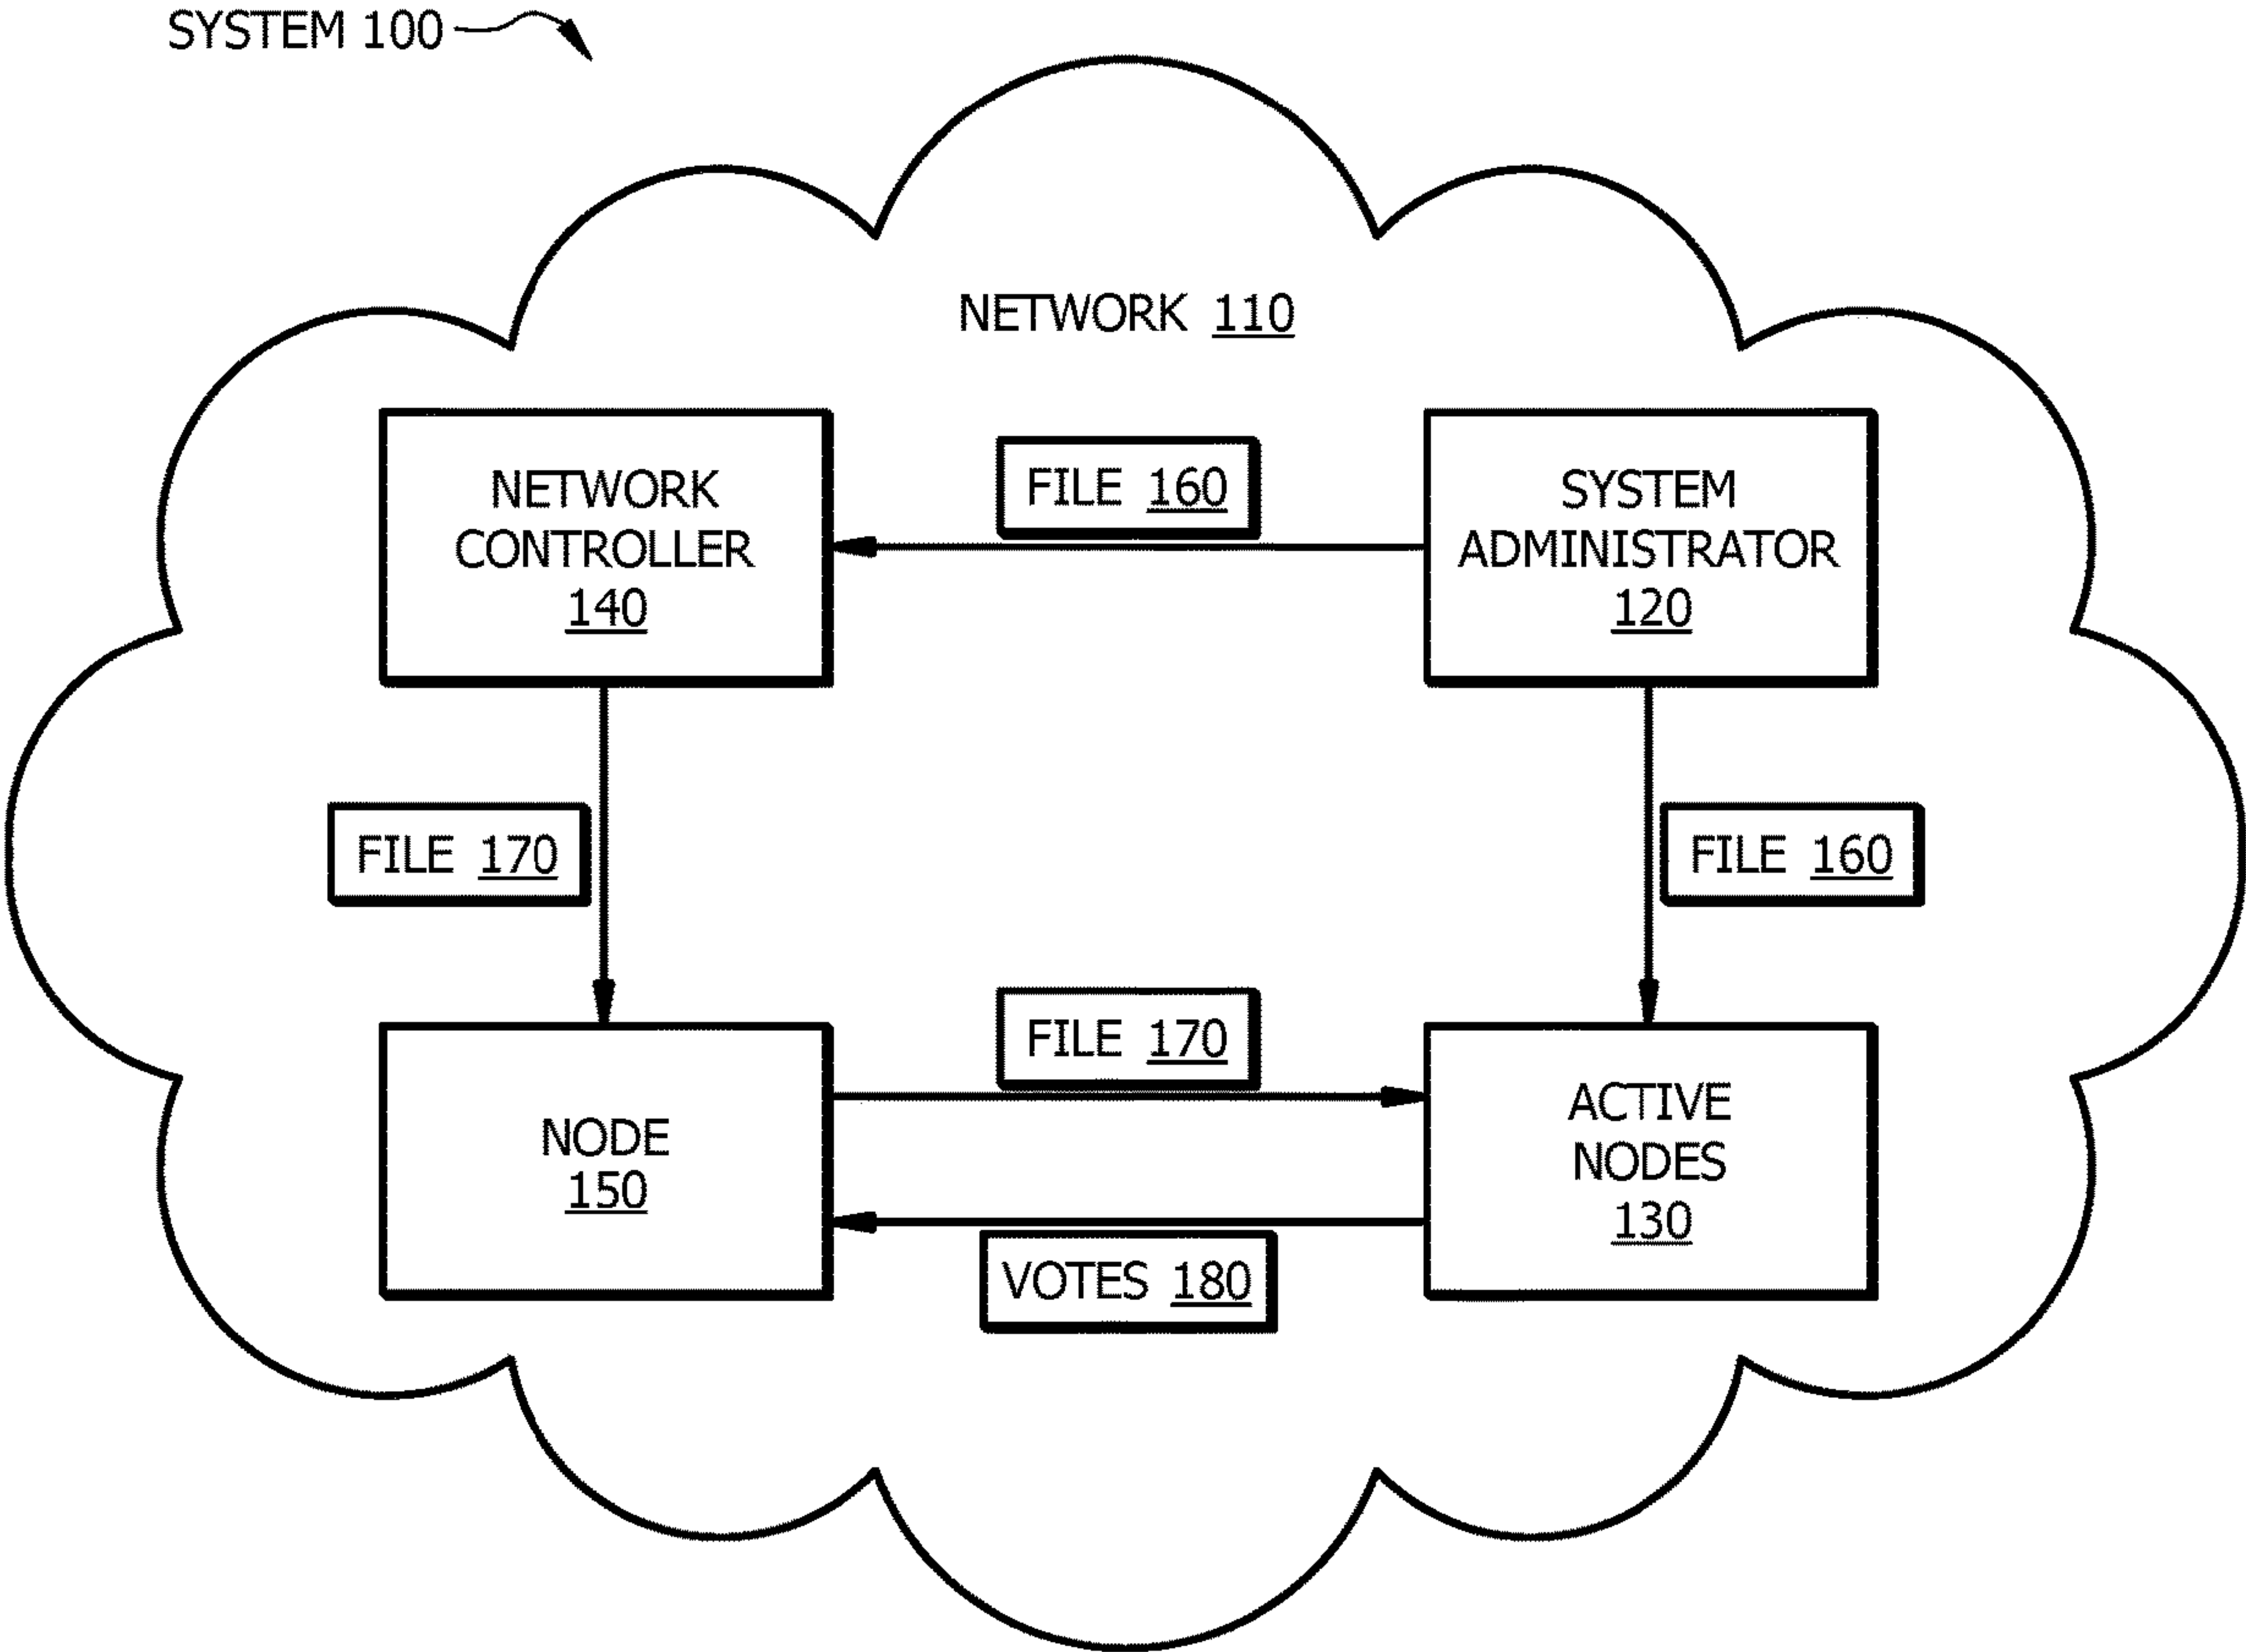 SYSTEM 100
NETWORK 110
NETWORK
CONTROLLER
140
FILE 160
SYSTEM
ADMINISTRATOR
120
FILE 170
FILE 160
NODE
150
FILE 170
VOTES 180
ACTIVE
NODES
130